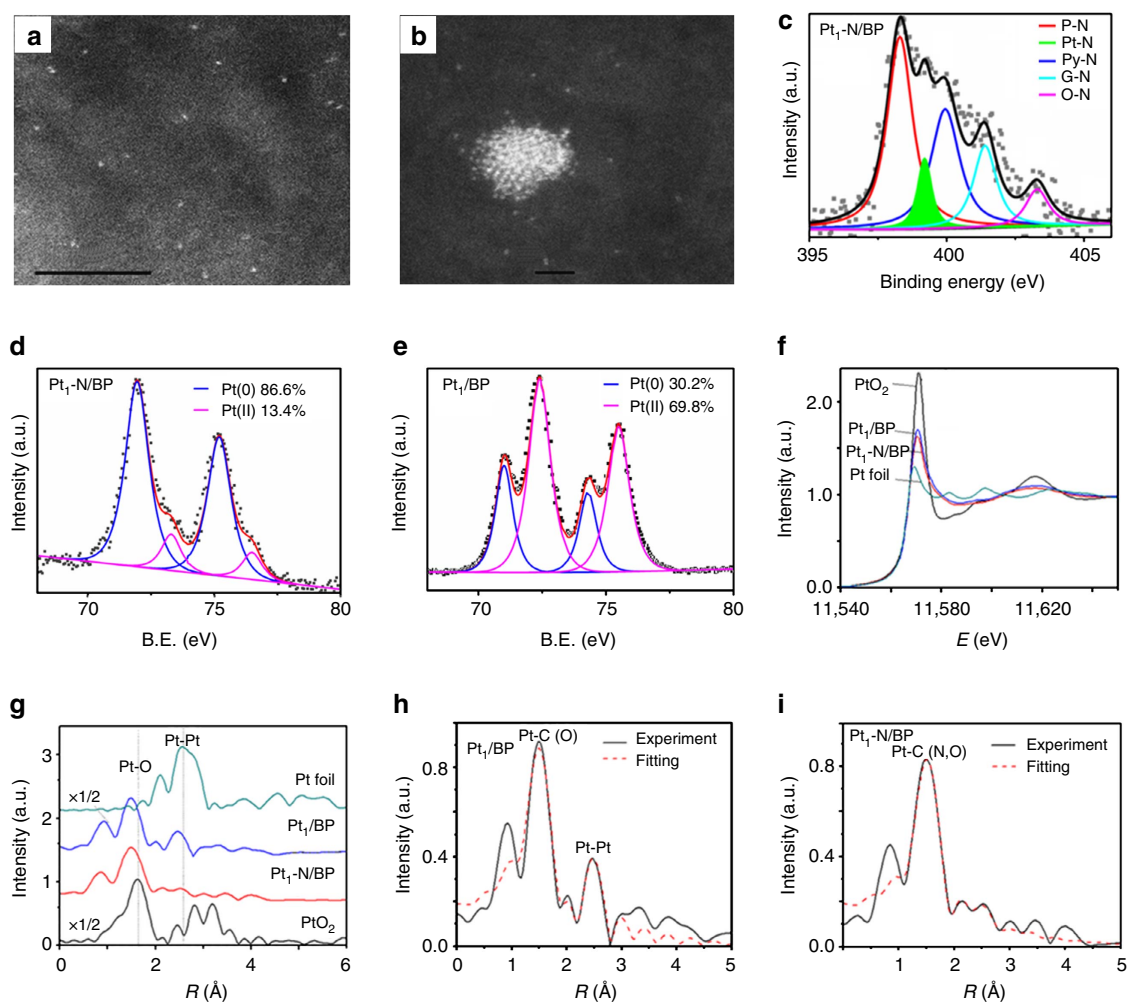 a
b
c
Pt₁-N/BP
P-N
Pt-N
Py-N
G-N
O-N
Intensity (a.u.)
395
400
405
Binding energy (eV)
d
Pt₁-N/BP
Pt(0) 86.6%
Pt(II) 13.4%
Intensity (a.u.)
70
75
80
B.E. (eV)
e
Pt₁/BP
Pt(0) 30.2%
Pt(II) 69.8%
Intensity (a.u.)
70
75
80
B.E. (eV)
f
PtO₂
Pt₁/BP
Pt₁-N/BP
Pt foil
Intensity (a.u.)
2.0
1.0
0.0
11,540
11,580
11,620
E (eV)
g
Pt-Pt
Pt-O
Pt foil
×1/2
Pt₁/BP
Pt₁-N/BP
×1/2
PtO₂
Intensity (a.u.)
3
2
1
0
0
2
4
6
R (Å)
h
Pt-C (O)
Pt₁/BP
Experiment
Fitting
Pt-Pt
Intensity (a.u.)
0.8
0.4
0.0
0
1
2
3
4
5
R (Å)
i
Pt₁-N/BP
Pt-C (N,O)
Experiment
Fitting
Intensity (a.u.)
0.8
0.4
0.0
1
2
3
4
5
R (Å)